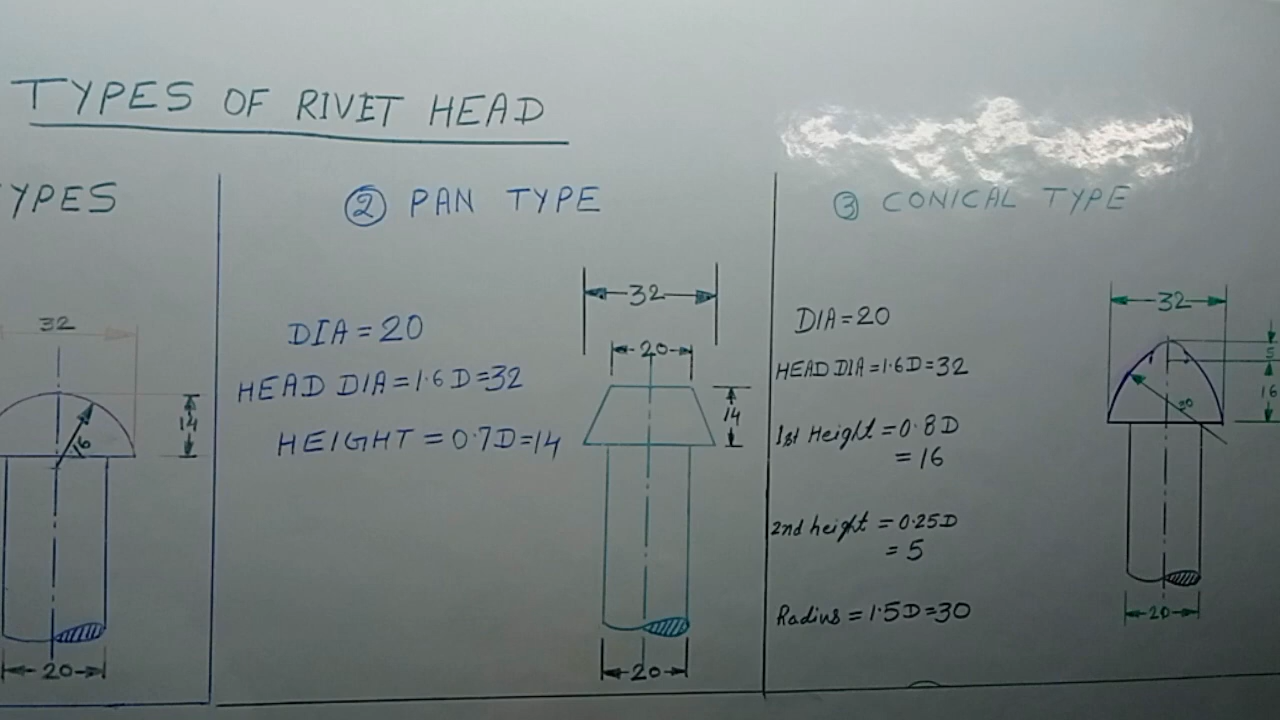 TYPES OF RIVET HEAD
YPES
32
14
16
20
② PAN TYPE
DIA = 20
HEAD DIA = 1.6 D = 32
HEIGHT = 0.7D = 14
32
20
14
20
③ CONICAL TYPE
DIA = 20
HEAD DIA = 1.6D = 32
1st Height = 0.8D
= 16
2nd height = 0.25D
= 5
Radius = 1.5D = 30
32
5
16
30
20